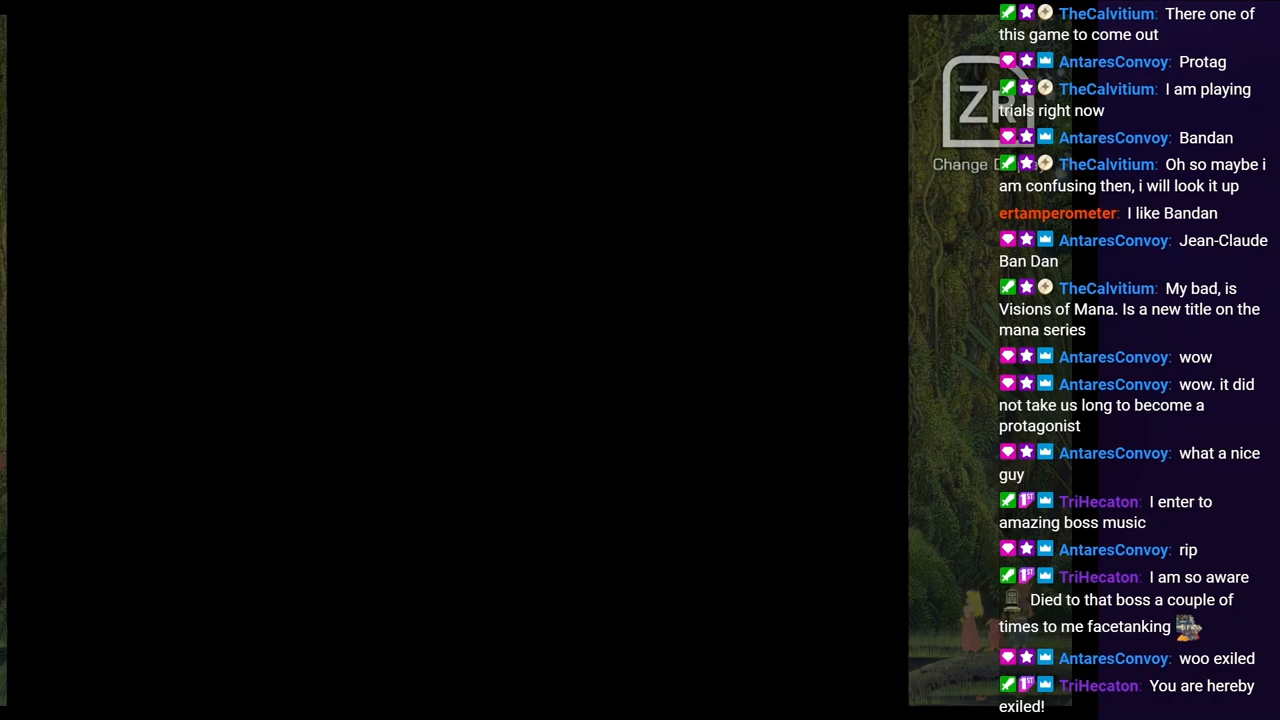 ZR
Change D
TheCalvitium: There one of
this game to come out
AntaresConvoy: Protag
TheCalvitium: I am playing
trials right now
AntaresConvoy: Bandan
TheCalvitium: Oh so maybe i
am confusing then, i will look it up
ertamperometer: I like Bandan
AntaresConvoy: Jean-Claude
Ban Dan
TheCalvitium: My bad, is
Visions of Mana. Is a new title on the
mana series
AntaresConvoy: wow
AntaresConvoy: wow. it did
not take us long to become a
protagonist
AntaresConvoy: what a nice
guy
1ST TriHecaton: I enter to
amazing boss music
AntaresConvoy: rip
1ST TriHecaton: I am so aware
Died to that boss a couple of
times to me facetanking
AntaresConvoy: woo exiled
1ST TriHecaton: You are hereby
exiled!